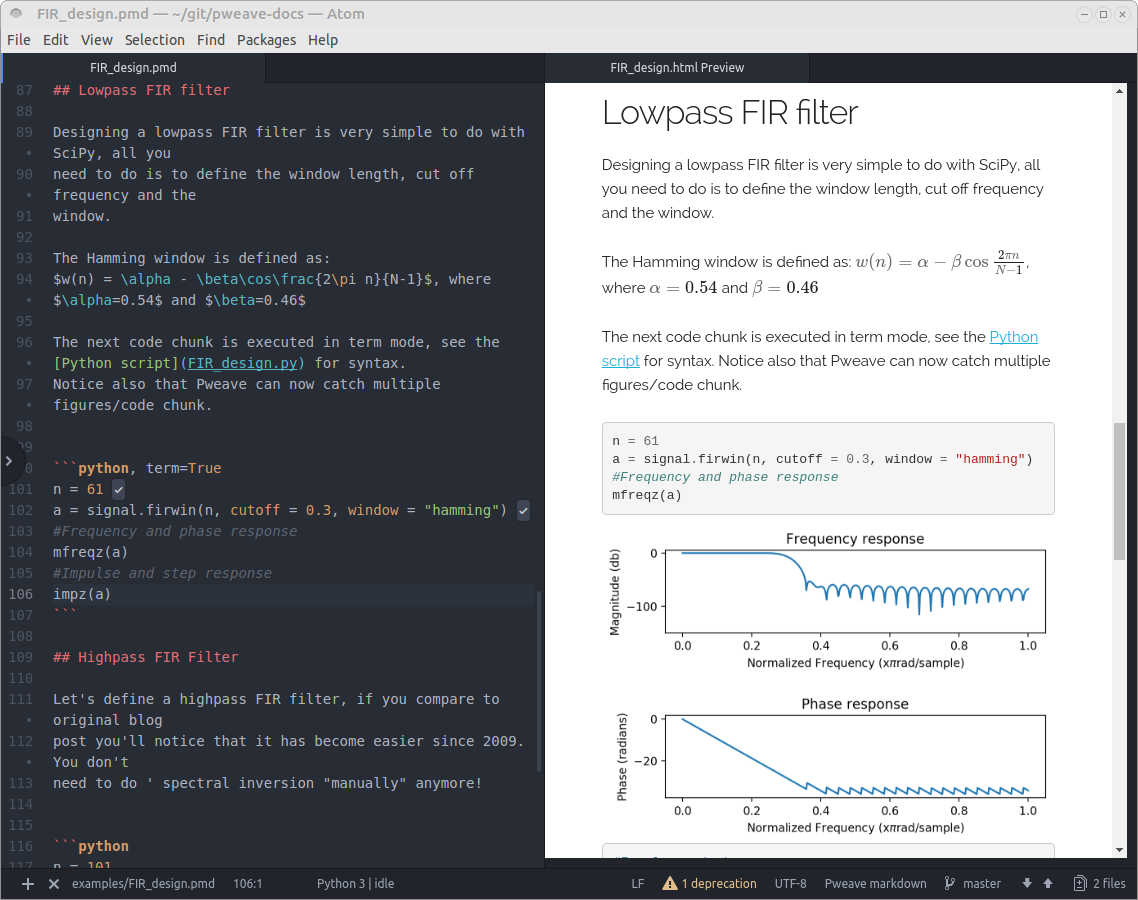 FIR_design.pmd — ~/git/pweave-docs — Atom
File Edit View Selection Find Packages Help
FIR_design.pmd
87 ## Lowpass FIR filter
88
89 Designing a lowpass FIR filter is very simple to do with
• SciPy, all you
90 need to do is to define the window length, cut off
• frequency and the
91 window.
92
93 The Hamming window is defined as:
94 $w(n) = \alpha - \beta\cos\frac{2\pi n}{N-1}$, where
• $\alpha=0.54$ and $\beta=0.46$
95
96 The next code chunk is executed in term mode, see the
• [Python script](FIR_design.py) for syntax.
97 Notice also that Pweave can now catch multiple
• figures/code chunk.
98
99
0 ```python, term=True
101 n = 61
102 a = signal.firwin(n, cutoff = 0.3, window = "hamming")
103 #Frequency and phase response
104 mfreqz(a)
105 #Impulse and step response
106 impz(a)
107 ```
108
109 ## Highpass FIR Filter
110
111 Let's define a highpass FIR filter, if you compare to
• original blog
112 post you'll notice that it has become easier since 2009.
• You don't
113 need to do ' spectral inversion "manually" anymore!
114
115
116 ```python
117 n = 101
FIR_design.html Preview
Lowpass FIR filter
Designing a lowpass FIR filter is very simple to do with SciPy, all
you need to do is to define the window length, cut off frequency
and the window.
The Hamming window is defined as: w(n) = α − β cos 2πn/N−1,
where α = 0.54 and β = 0.46
The next code chunk is executed in term mode, see the Python
script for syntax. Notice also that Pweave can now catch multiple
figures/code chunk.
n = 61
a = signal.firwin(n, cutoff = 0.3, window = "hamming")
#Frequency and phase response
mfreqz(a)
Frequency response
Magnitude (db)
0
−100
0.0 0.2 0.4 0.6 0.8 1.0
Normalized Frequency (xπrad/sample)
Phase response
Phase (radians)
0
−20
0.0 0.2 0.4 0.6 0.8 1.0
Normalized Frequency (xπrad/sample)
examples/FIR_design.pmd 106:1 Python 3 | idle LF 1 deprecation UTF-8 Pweave markdown master 2 files